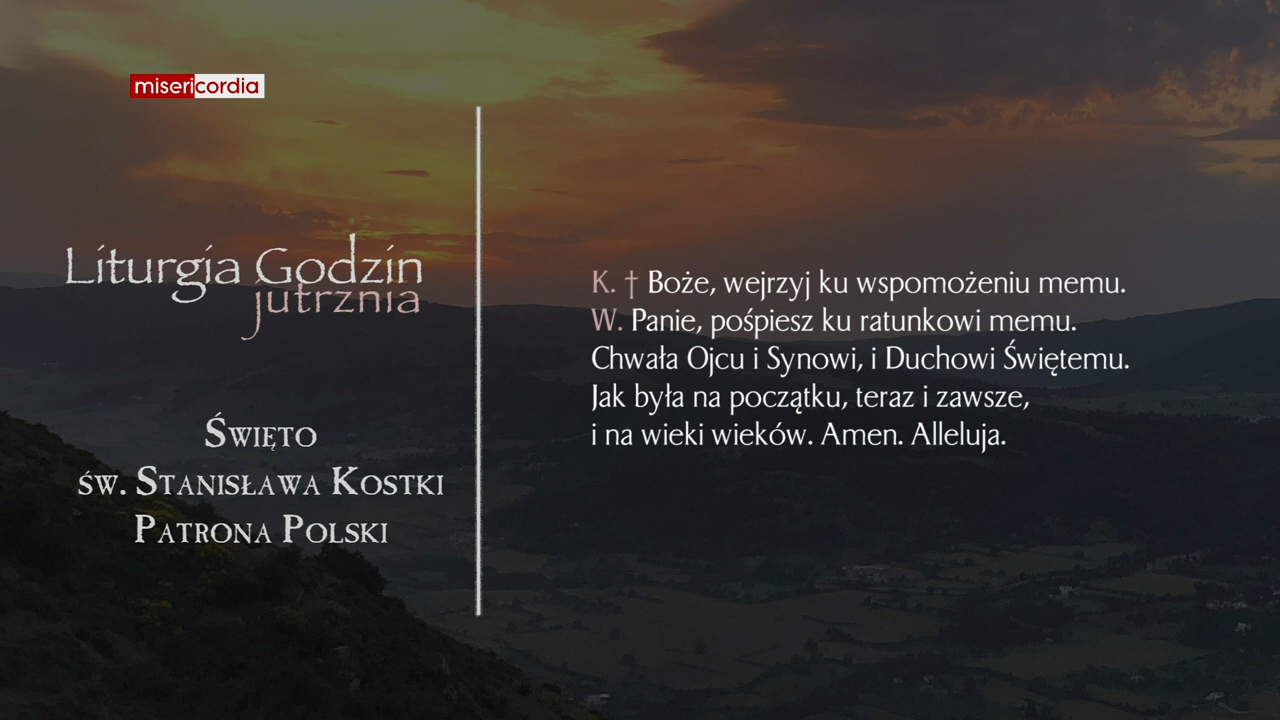 misericordia
Liturgia Godzin
jutrznia
Święto
św. Stanisława Kostki
Patrona Polski
K. † Boże, wejrzyj ku wspomożeniu memu.
W. Panie, pośpiesz ku ratunkowi memu.
Chwała Ojcu i Synowi, i Duchowi Świętemu.
Jak była na początku, teraz i zawsze,
i na wieki wieków. Amen. Alleluja.